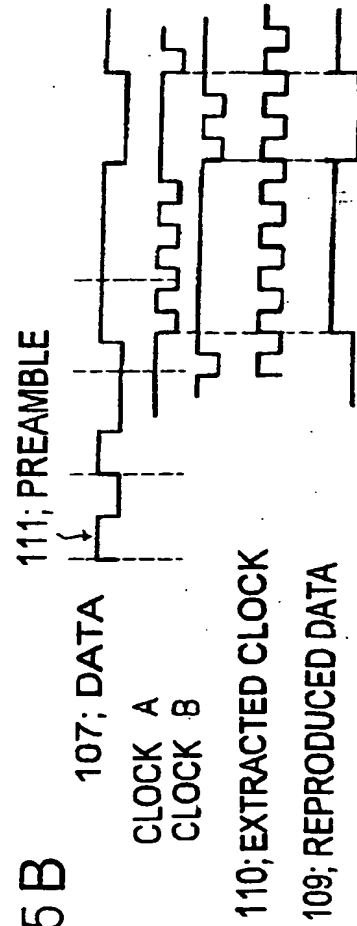 5B
111; PREAMBLE
107; DATA
CLOCK A
CLOCK B
110; EXTRACTED CLOCK
109; REPRODUCED DATA